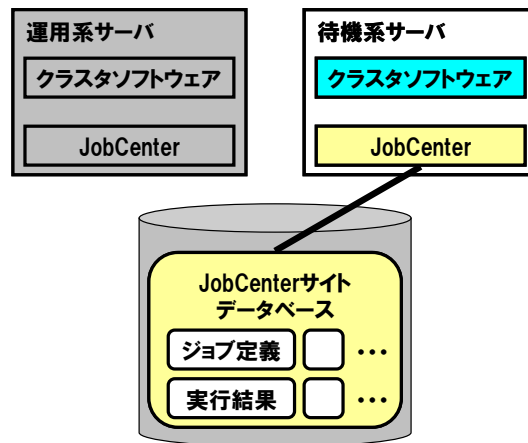 運用系サーバ
クラスタソフトウェア
JobCenter
待機系サーバ
クラスタソフトウェア
JobCenter
JobCenterサイト
データベース
ジョブ定義 …
実行結果 …